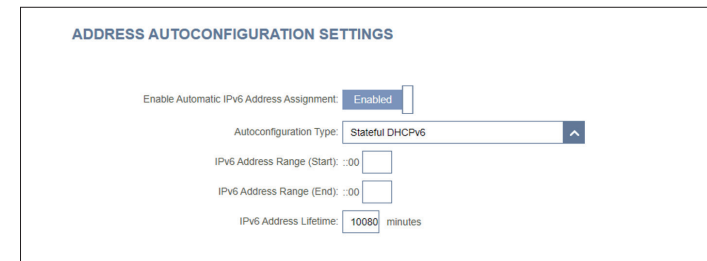 ADDRESS AUTOCONFIGURATION SETTINGS
Enable Automatic IPv6 Address Assignment: Enabled
Autoconfiguration Type: Stateful DHCPv6
IPv6 Address Range (Start): ::00
IPv6 Address Range (End): ::00
IPv6 Address Lifetime: 10080 minutes